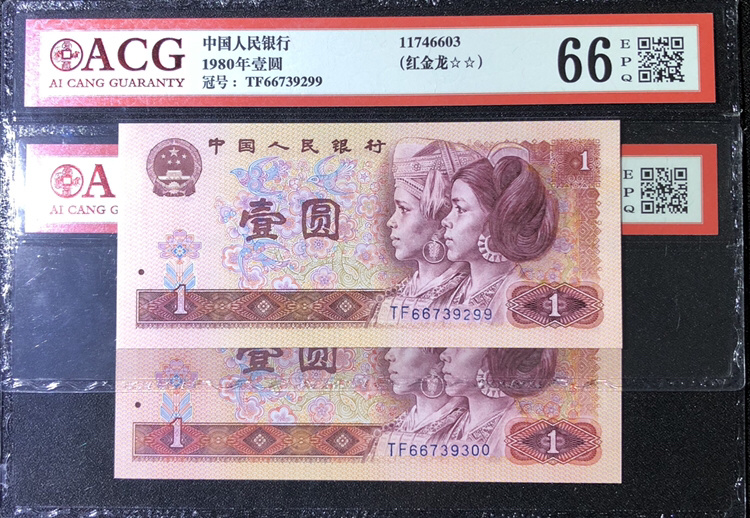 ACG
AI CANG GUARANTY
中国人民银行
1980年壹圆
冠号：TF66739299
11746603
(红金龙☆☆)
66
EPQ
A
AI CANG G
EPQ
中国人民银行
1
壹圆
1
TF66739299
1
壹圆
1
TF66739300
1